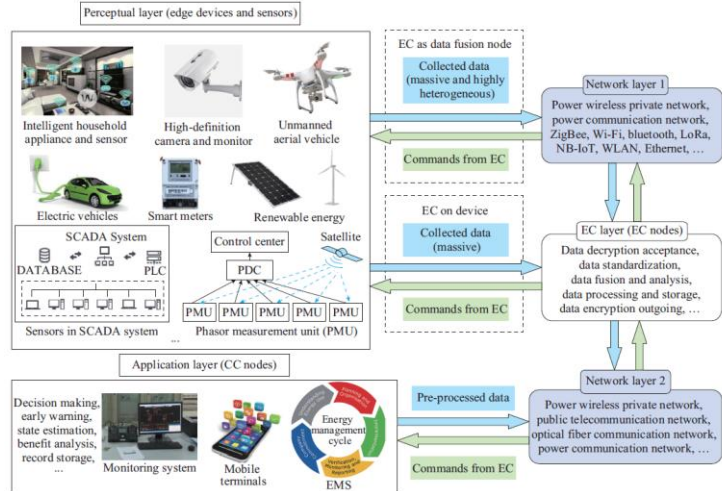 Perceptual layer (edge devices and sensors)
Intelligent household
appliance and sensor
High-definition
camera and monitor
Unmanned
aerial vehicle
Electric vehicles
Smart meters
Renewable energy
SCADA System
DATABASE
PLC
Sensors in SCADA system
Control center
Satellite
PDC
PMU
PMU
PMU
PMU
PMU
Phasor measurement unit (PMU)
...
EC as data fusion node
Collected data
(massive and highly
heterogeneous)
Commands from EC
EC on device
Collected data
(massive)
Commands from EC
Network layer 1
Power wireless private network,
power communication network,
ZigBee, Wi-Fi, bluetooth, LoRa,
NB-IoT, WLAN, Ethernet, ...
EC layer (EC nodes)
Data decryption acceptance,
data standardization,
data fusion and analysis,
data processing and storage,
data encryption outgoing, ...
Application layer (CC nodes)
Decision making,
early warning,
state estimation,
benefit analysis,
record storage,
...
Monitoring system
Mobile
terminals
Energy
management
cycle
EMS
Pre-processed data
Commands from EC
Network layer 2
Power wireless private network,
public telecommunication network,
optical fiber communication network,
power communication network, ...